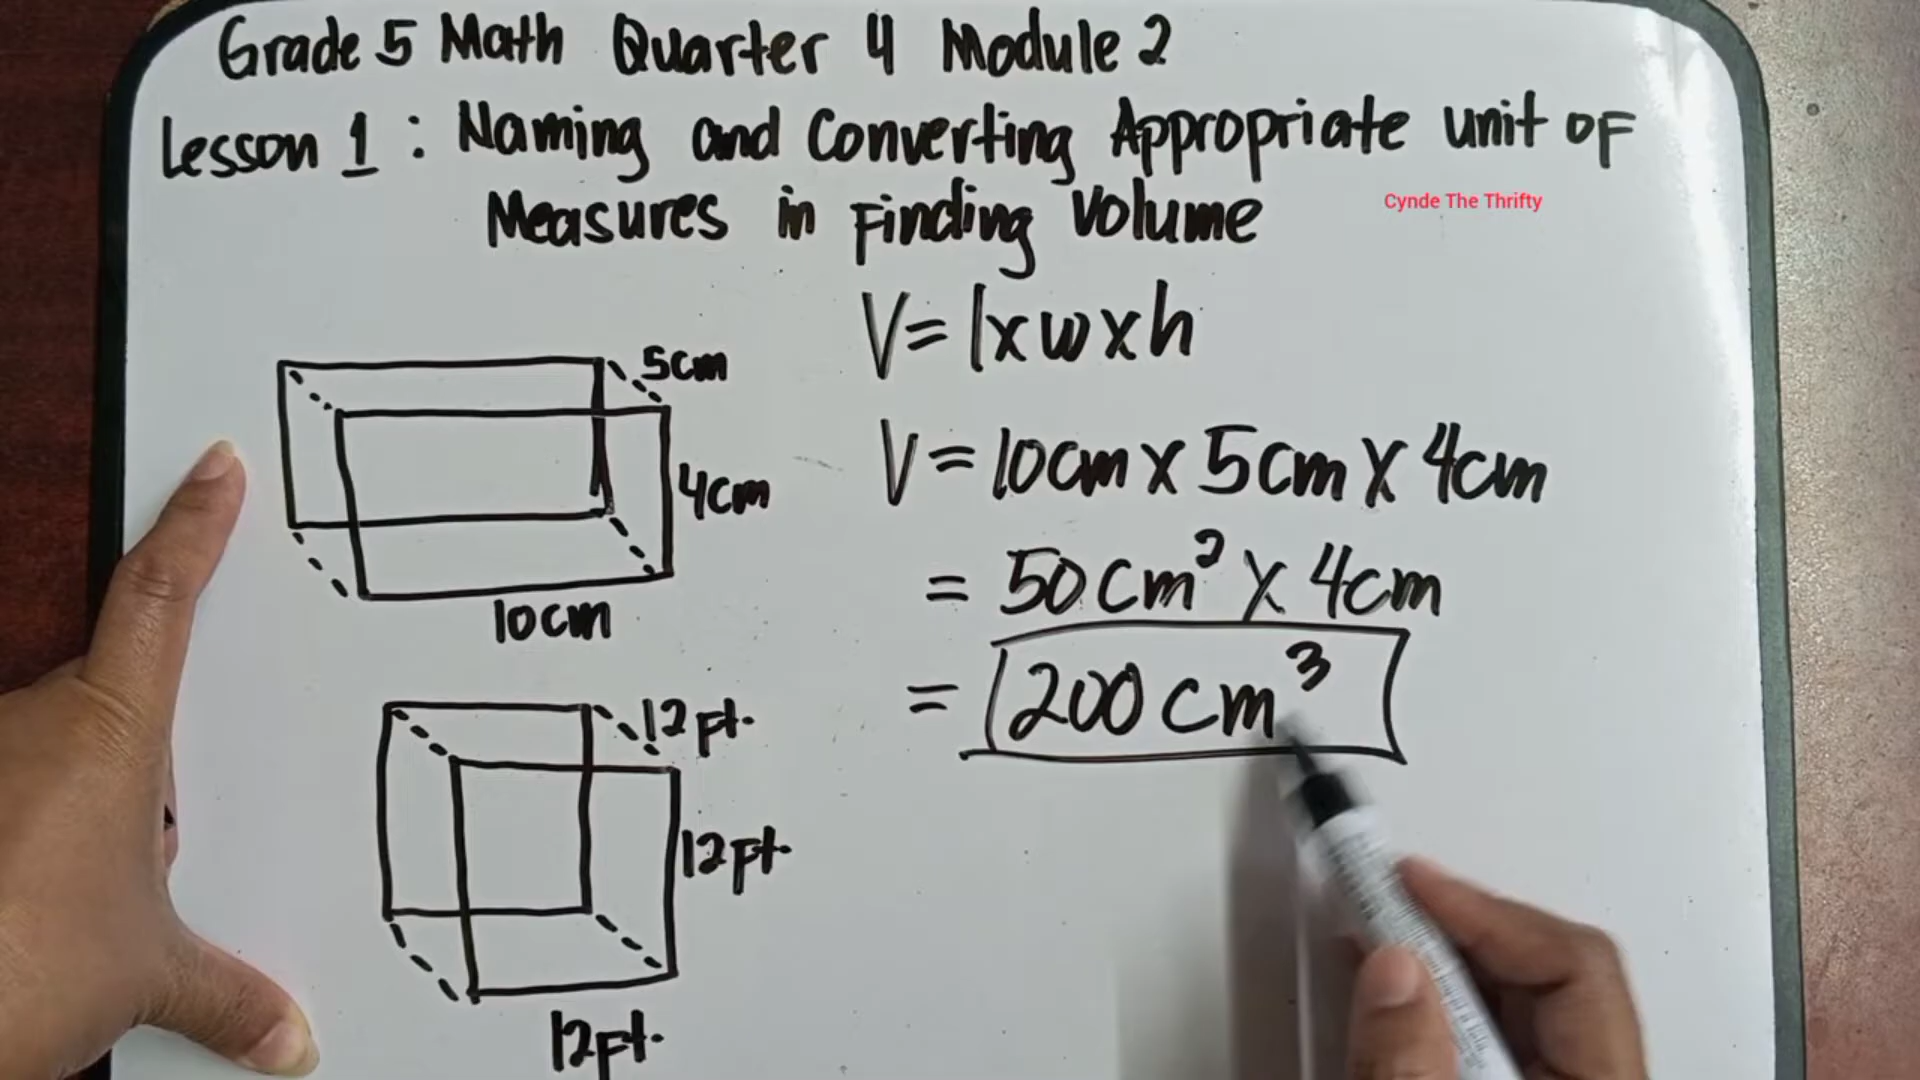 Grade 5 Math Quarter 4 Module 2
Lesson 1 : Naming and Converting Appropriate unit of
Measures in Finding Volume
Cynde The Thrifty
V = l x w x h
5cm
4cm
10cm
V = 10cm x 5cm x 4cm
= 50 cm² x 4cm
= 200 cm³
12 Ft.
12 Ft.
12 Ft.